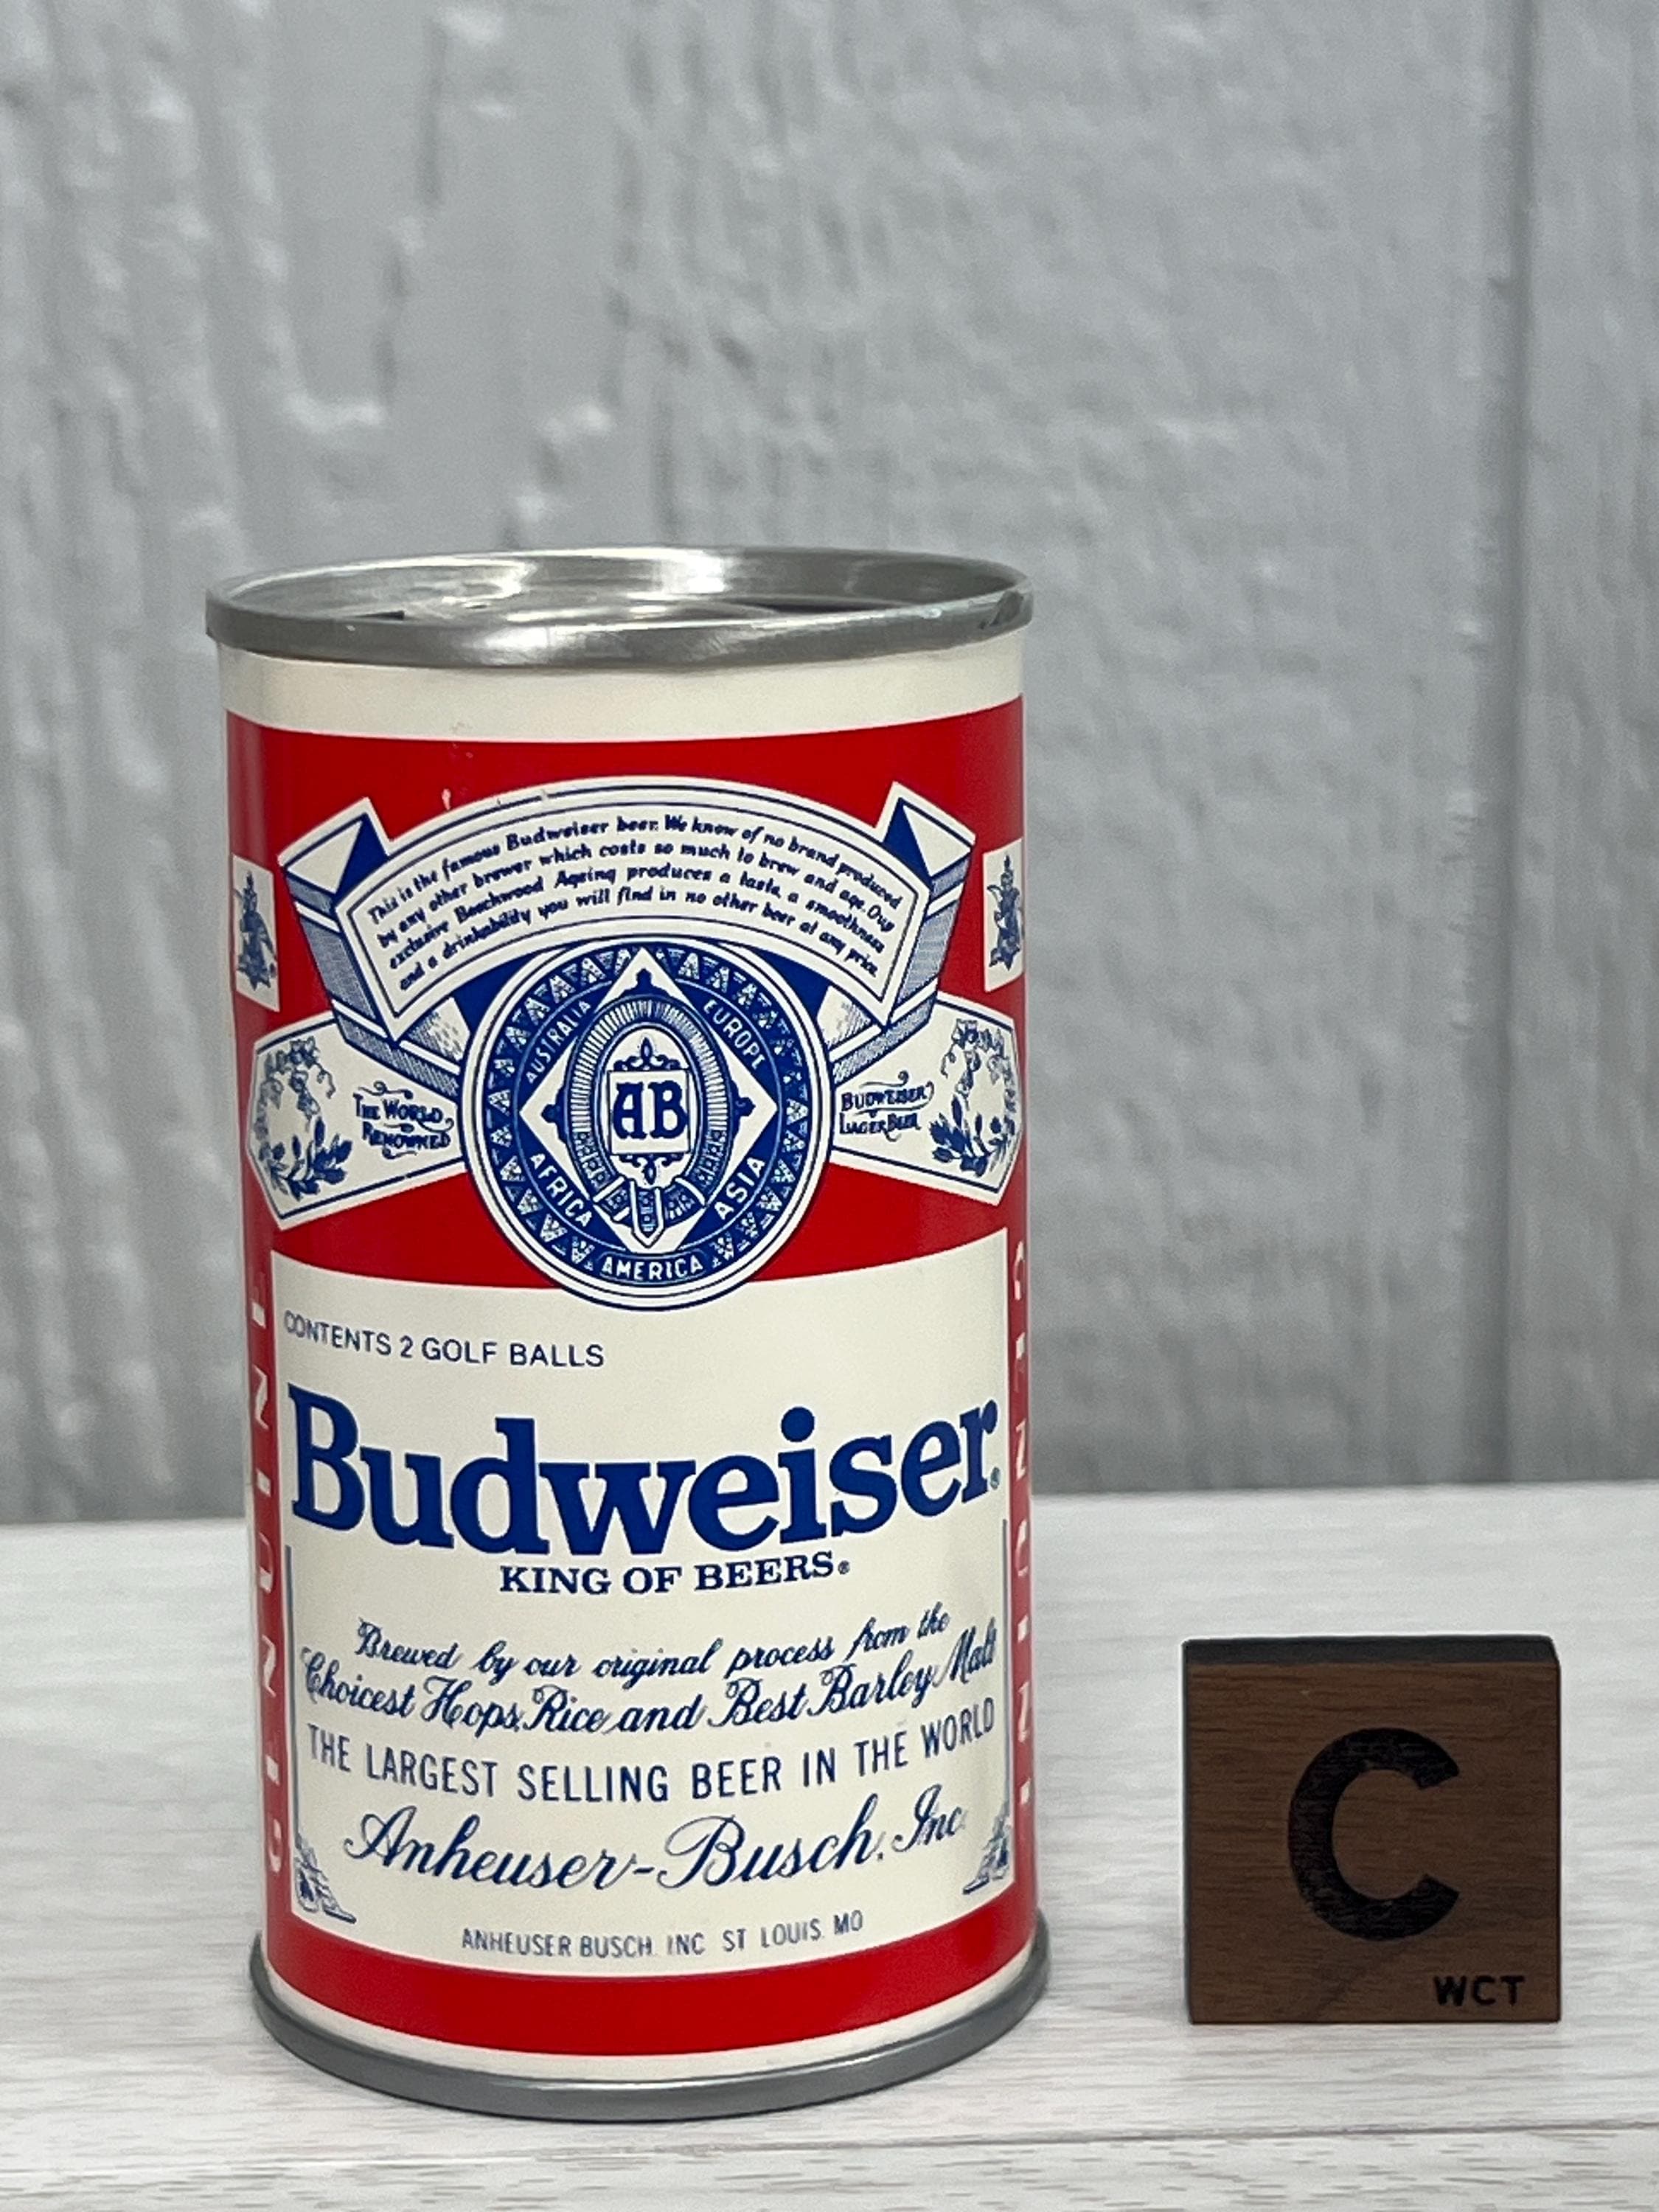 This is the famous Budweiser beer. We know of no brand produced
by any other brewer which costs so much to brew and age. Our
exclusive Beechwood Ageing produces a taste, a smoothness
and a drinkability you will find in no other beer at any price.
AUSTRALIA EUROPE
THE WORLD
RENOWNED
AB
BUDWEISER
LAGER BEER
AFRICA ASIA
AMERICA
CONTENTS 2 GOLF BALLS
Budweiser®
KING OF BEERS®
Brewed by our original process from the
Choicest Hops, Rice and Best Barley Malt
THE LARGEST SELLING BEER IN THE WORLD
Anheuser-Busch, Inc.
ANHEUSER BUSCH, INC ST LOUIS, MO
GENUINE
GENUINE
C
WCT